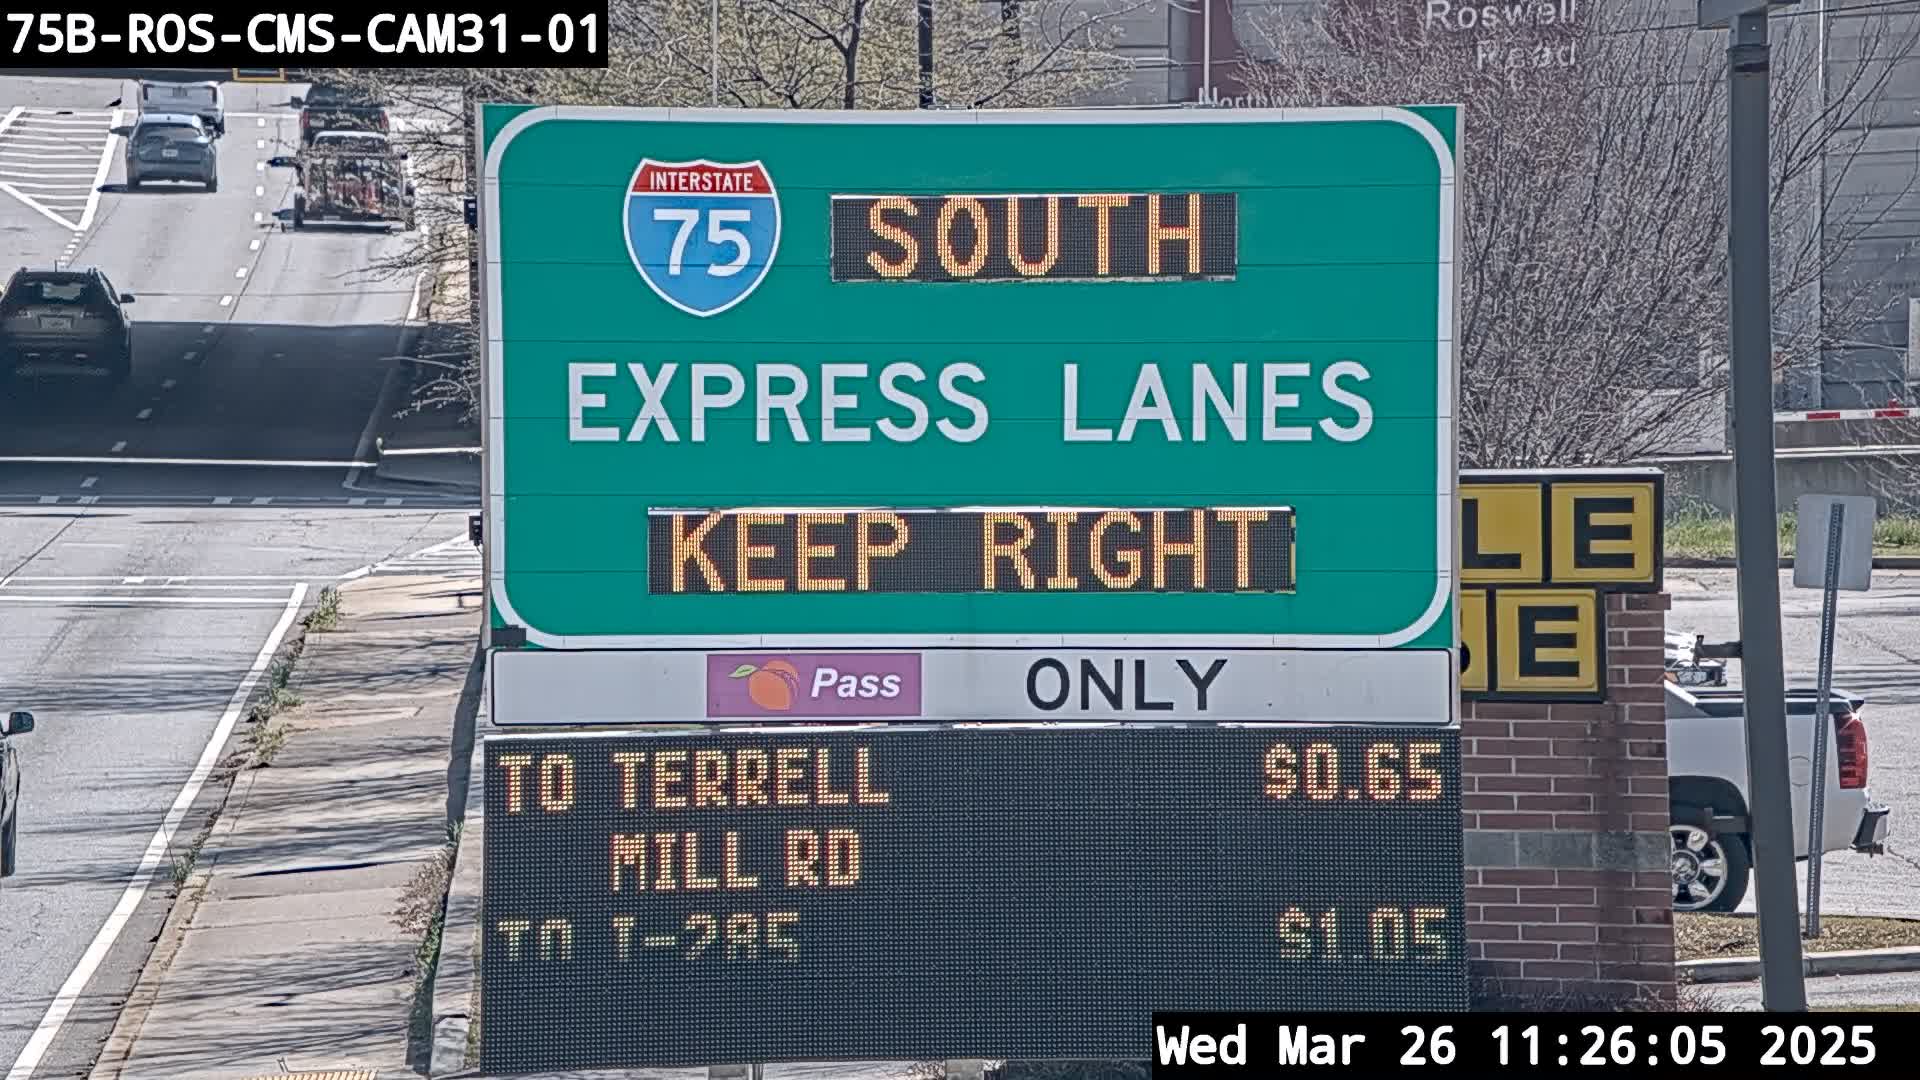 75B-ROS-CMS-CAM31-01
Roswell
Road
INTERSTATE
75
SOUTH
EXPRESS LANES
KEEP RIGHT
LE
E
Pass ONLY
TO TERRELL $0.65
MILL RD
TO I-285 $1.05
Wed Mar 26 11:26:05 2025